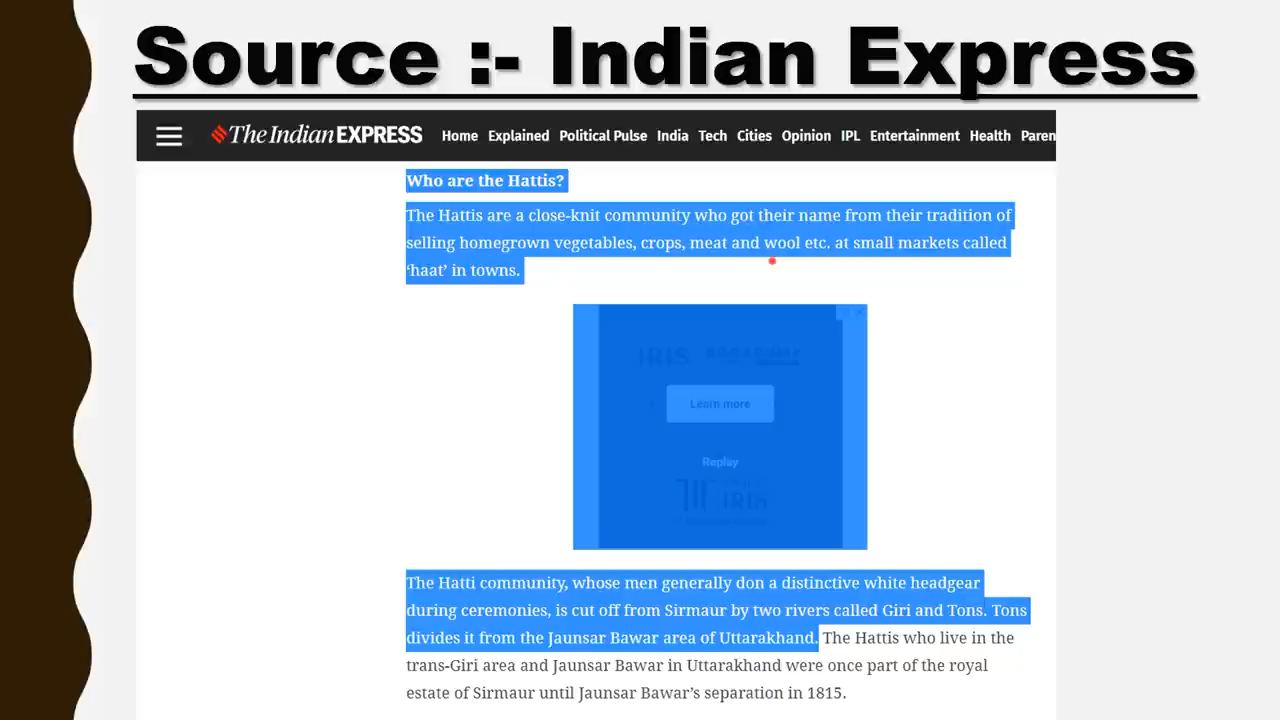 Source :- Indian Express
The Indian EXPRESS Home Explained Political Pulse India Tech Cities Opinion IPL Entertainment Health Paren
Who are the Hattis?
The Hattis are a close-knit community who got their name from their tradition of
selling homegrown vegetables, crops, meat and wool etc. at small markets called
‘haat’ in towns.
IRIS BROADWAY
Learn more
Replay
IRIS
The Hatti community, whose men generally don a distinctive white headgear
during ceremonies, is cut off from Sirmaur by two rivers called Giri and Tons. Tons
divides it from the Jaunsar Bawar area of Uttarakhand. The Hattis who live in the
trans-Giri area and Jaunsar Bawar in Uttarakhand were once part of the royal
estate of Sirmaur until Jaunsar Bawar’s separation in 1815.